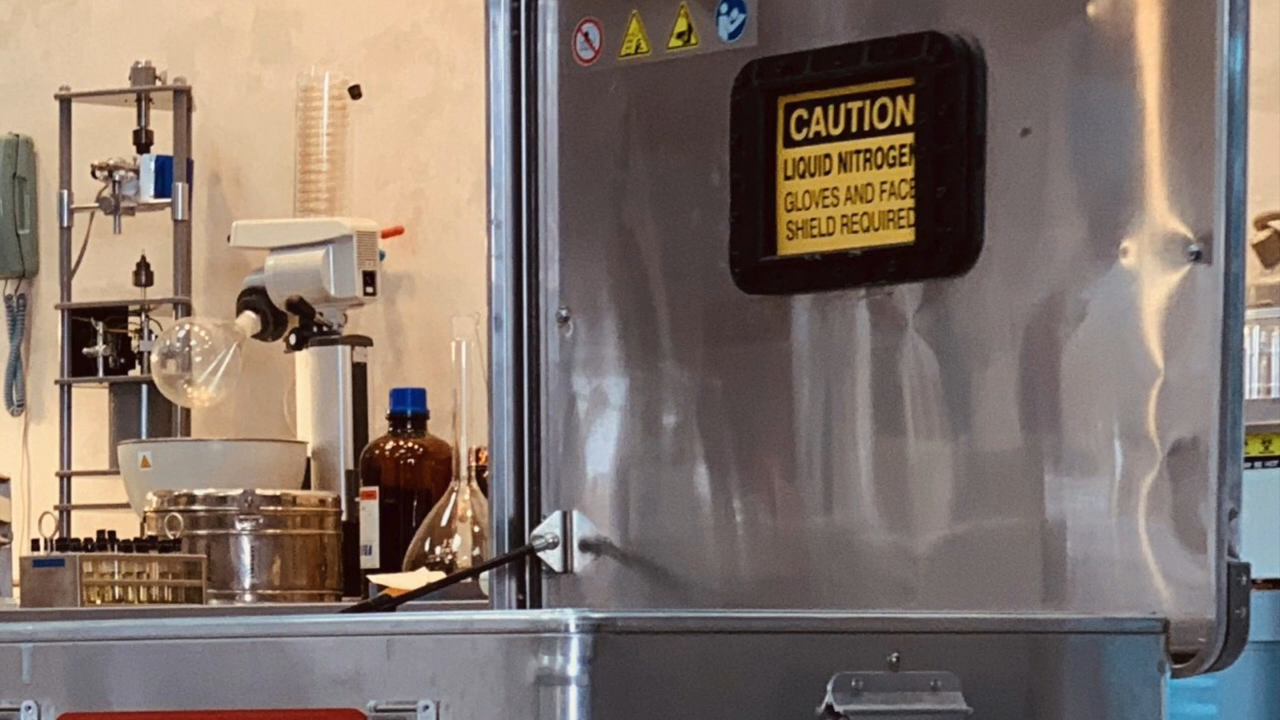 CAUTION
LIQUID NITROGEN
GLOVES AND FACE
SHIELD REQUIRED